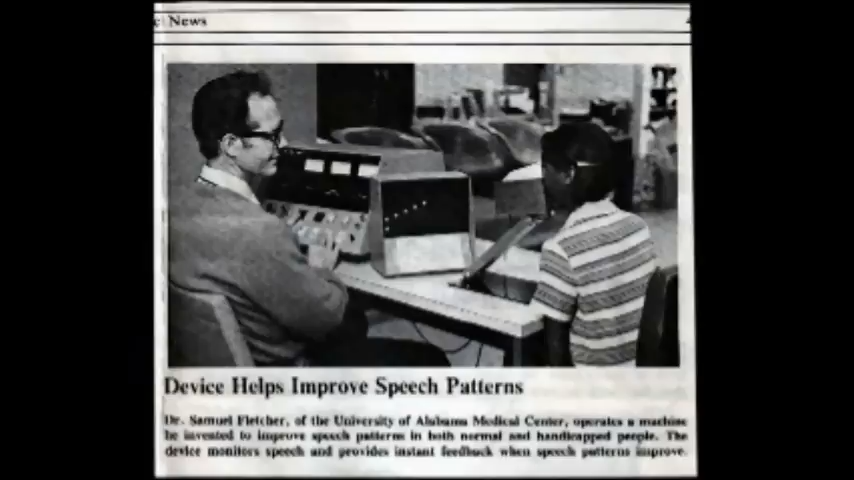 c News
Device Helps Improve Speech Patterns
Dr. Samuel Fletcher, of the University of Alabama Medical Center, operates a machine
he invented to improve speech patterns in both normal and handicapped people. The
device monitors speech and provides instant feedback when speech patterns improve.